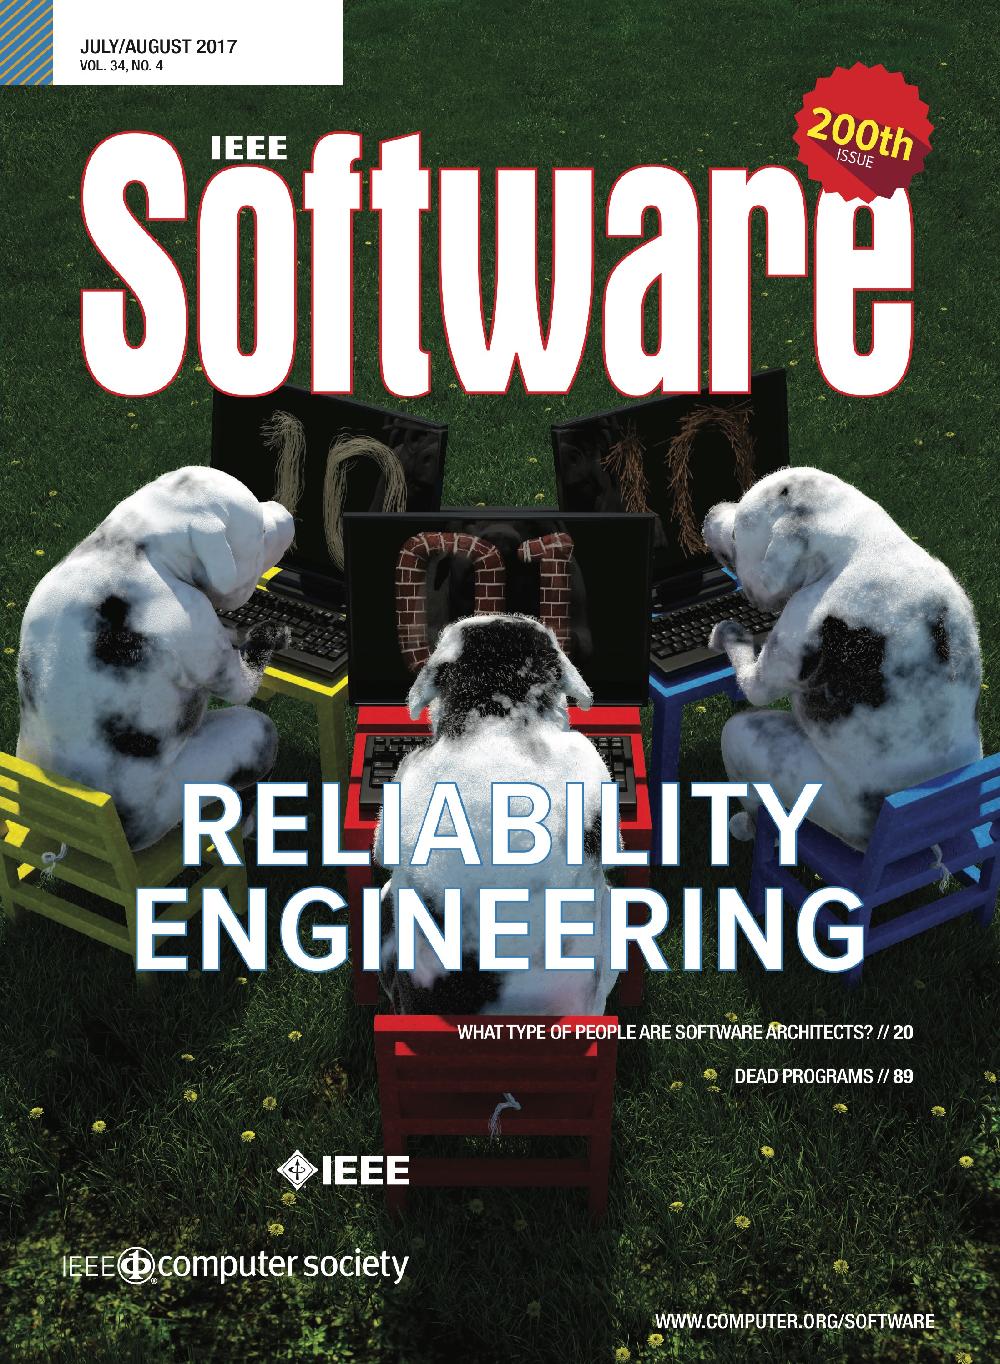 JULY/AUGUST 2017
VOL. 34, NO. 4
200th
ISSUE
IEEE
Software
10
10
01
RELIABILITY
ENGINEERING
WHAT TYPE OF PEOPLE ARE SOFTWARE ARCHITECTS? // 20
DEAD PROGRAMS // 89
IEEE
IEEE computer society
WWW.COMPUTER.ORG/SOFTWARE